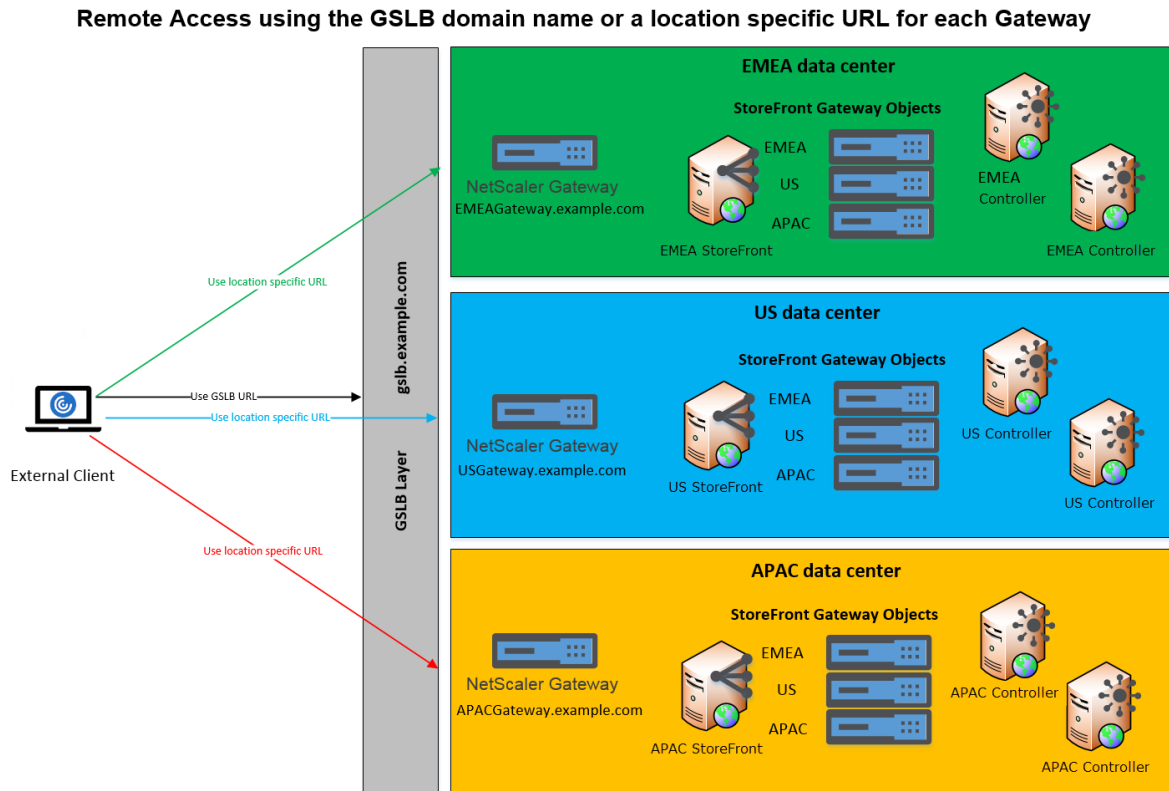 Remote Access using the GSLB domain name or a location specific URL for each Gateway
EMEA data center
StoreFront Gateway Objects
NetScaler Gateway
EMEAGateway.example.com
EMEA StoreFront
EMEA
US
APAC
EMEA
Controller
EMEA Controller
Use location specific URL
Use GSLB URL
Use location specific URL
Use location specific URL
External Client
gslb.example.com
GSLB Layer
US data center
StoreFront Gateway Objects
NetScaler Gateway
USGateway.example.com
US StoreFront
EMEA
US
APAC
US Controller
US Controller
APAC data center
StoreFront Gateway Objects
NetScaler Gateway
APACGateway.example.com
APAC StoreFront
EMEA
US
APAC
APAC Controller
APAC Controller